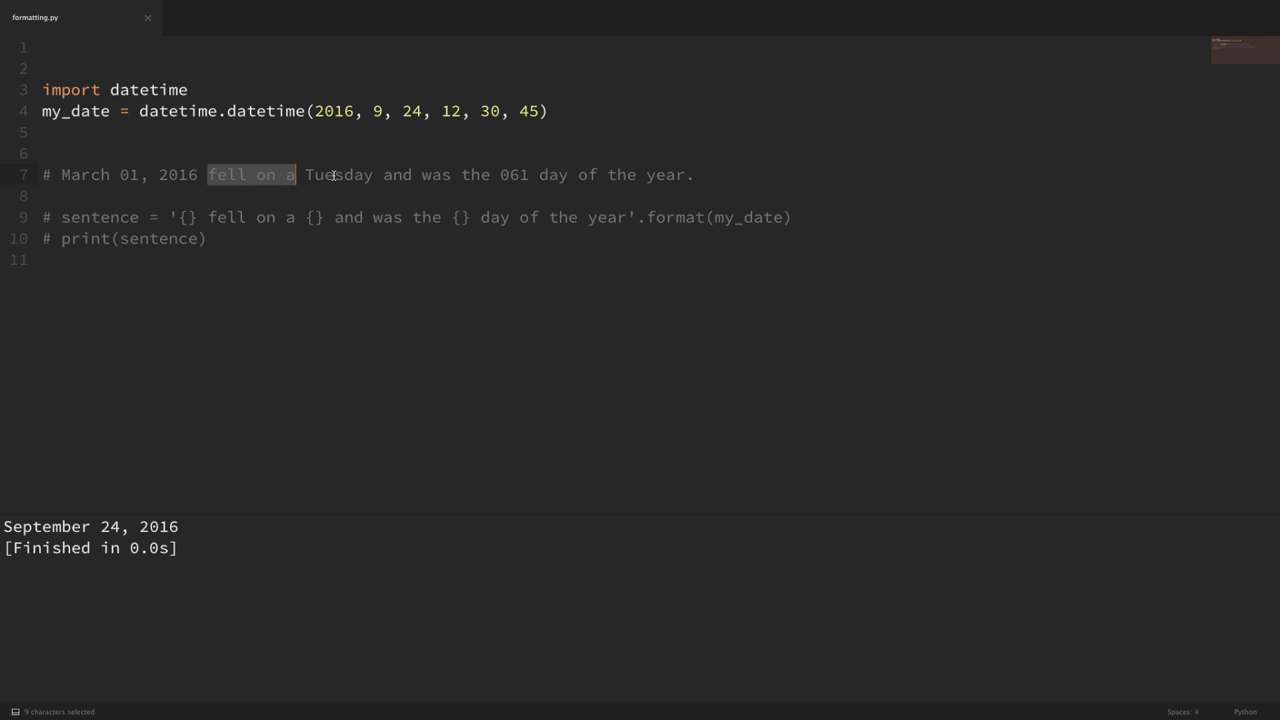 formatting.py
1
2
3 import datetime
4 my_date = datetime.datetime(2016, 9, 24, 12, 30, 45)
5
6
7 # March 01, 2016 fell on a Tuesday and was the 061 day of the year.
8
9 # sentence = '{} fell on a {} and was the {} day of the year'.format(my_date)
10 # print(sentence)
11
September 24, 2016
[Finished in 0.0s]
9 characters selected Spaces: 4 Python